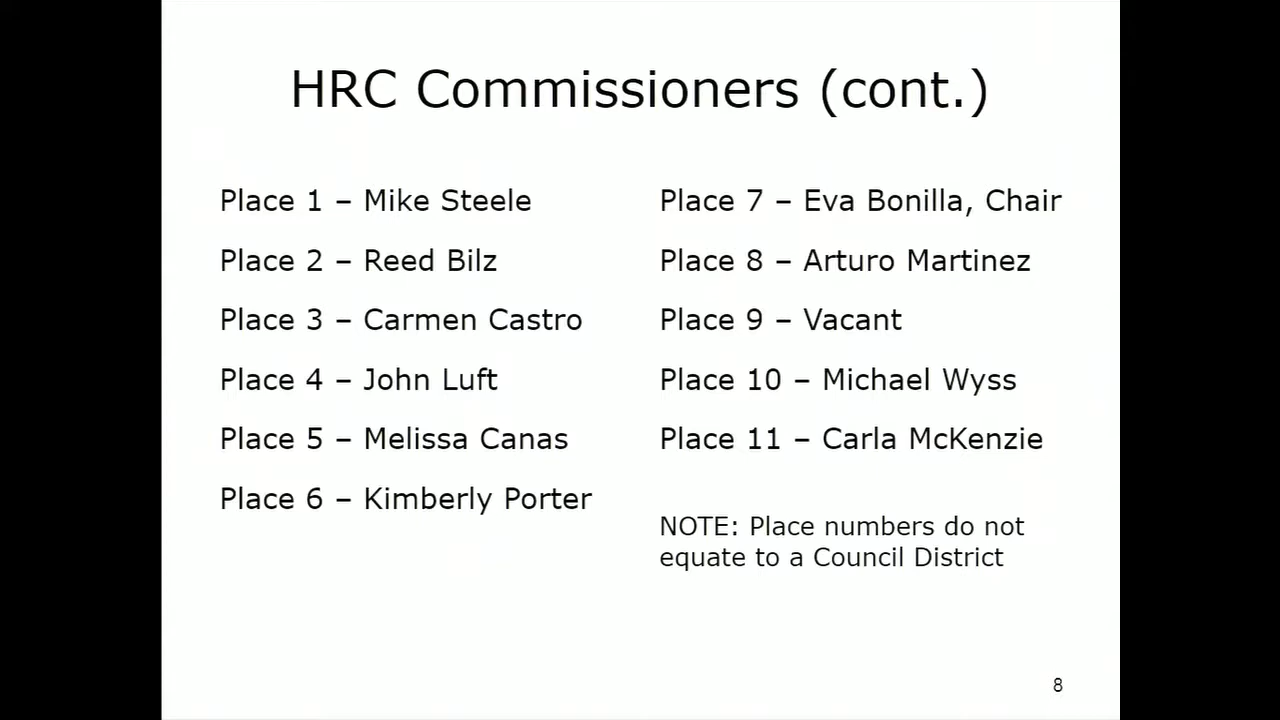 HRC Commissioners (cont.)
Place 1 – Mike Steele
Place 2 – Reed Bilz
Place 3 – Carmen Castro
Place 4 – John Luft
Place 5 – Melissa Canas
Place 6 – Kimberly Porter
Place 7 – Eva Bonilla, Chair
Place 8 – Arturo Martinez
Place 9 – Vacant
Place 10 – Michael Wyss
Place 11 – Carla McKenzie
NOTE: Place numbers do not
equate to a Council District
8